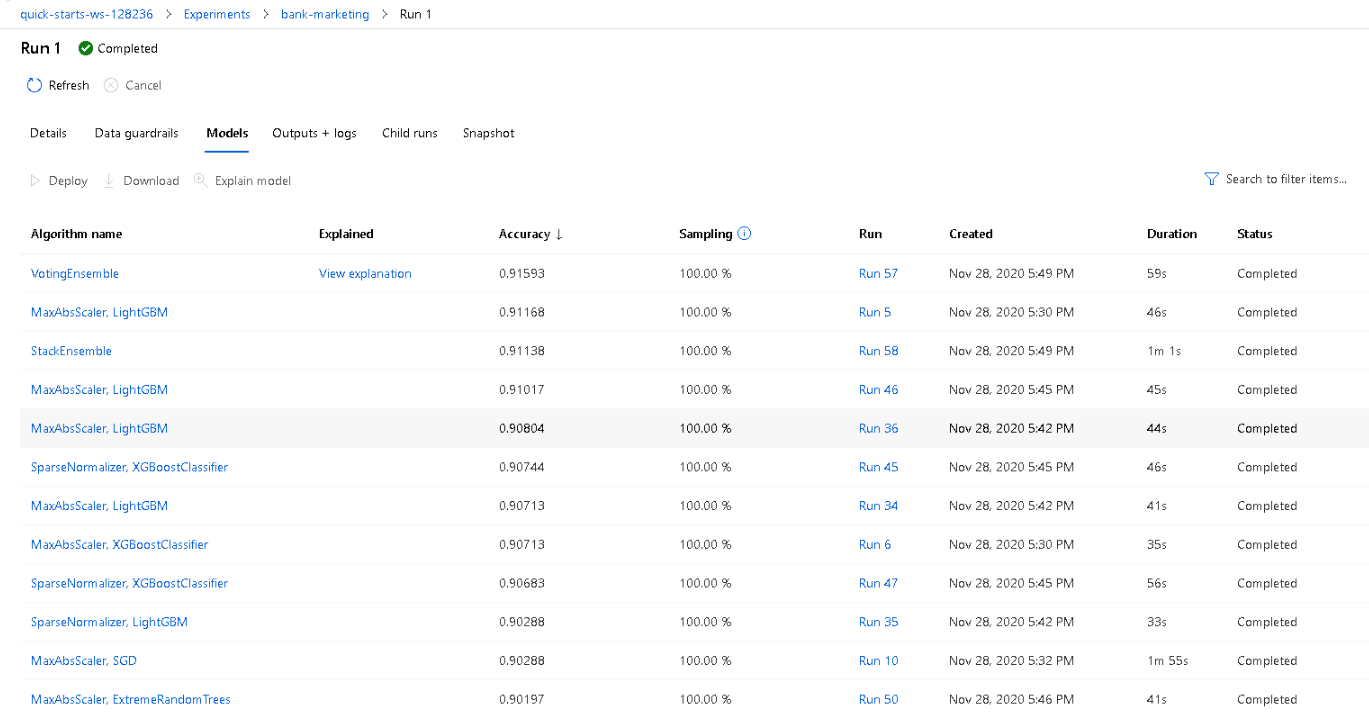 quick-starts-ws-128236 > Experiments > bank-marketing > Run 1
Run 1 Completed
Refresh Cancel
Details Data guardrails Models Outputs + logs Child runs Snapshot
Deploy Download Explain model Search to filter items...
Algorithm name Explained Accuracy ↓ Sampling Run Created Duration Status
VotingEnsemble View explanation 0.91593 100.00 % Run 57 Nov 28, 2020 5:49 PM 59s Completed
MaxAbsScaler, LightGBM 0.91168 100.00 % Run 5 Nov 28, 2020 5:30 PM 46s Completed
StackEnsemble 0.91138 100.00 % Run 58 Nov 28, 2020 5:49 PM 1m 1s Completed
MaxAbsScaler, LightGBM 0.91017 100.00 % Run 46 Nov 28, 2020 5:45 PM 45s Completed
MaxAbsScaler, LightGBM 0.90804 100.00 % Run 36 Nov 28, 2020 5:42 PM 44s Completed
SparseNormalizer, XGBoostClassifier 0.90744 100.00 % Run 45 Nov 28, 2020 5:45 PM 46s Completed
MaxAbsScaler, LightGBM 0.90713 100.00 % Run 34 Nov 28, 2020 5:42 PM 41s Completed
MaxAbsScaler, XGBoostClassifier 0.90713 100.00 % Run 6 Nov 28, 2020 5:30 PM 35s Completed
SparseNormalizer, XGBoostClassifier 0.90683 100.00 % Run 47 Nov 28, 2020 5:45 PM 56s Completed
SparseNormalizer, LightGBM 0.90288 100.00 % Run 35 Nov 28, 2020 5:42 PM 33s Completed
MaxAbsScaler, SGD 0.90288 100.00 % Run 10 Nov 28, 2020 5:32 PM 1m 55s Completed
MaxAbsScaler, ExtremeRandomTrees 0.90197 100.00 % Run 50 Nov 28, 2020 5:46 PM 41s Completed